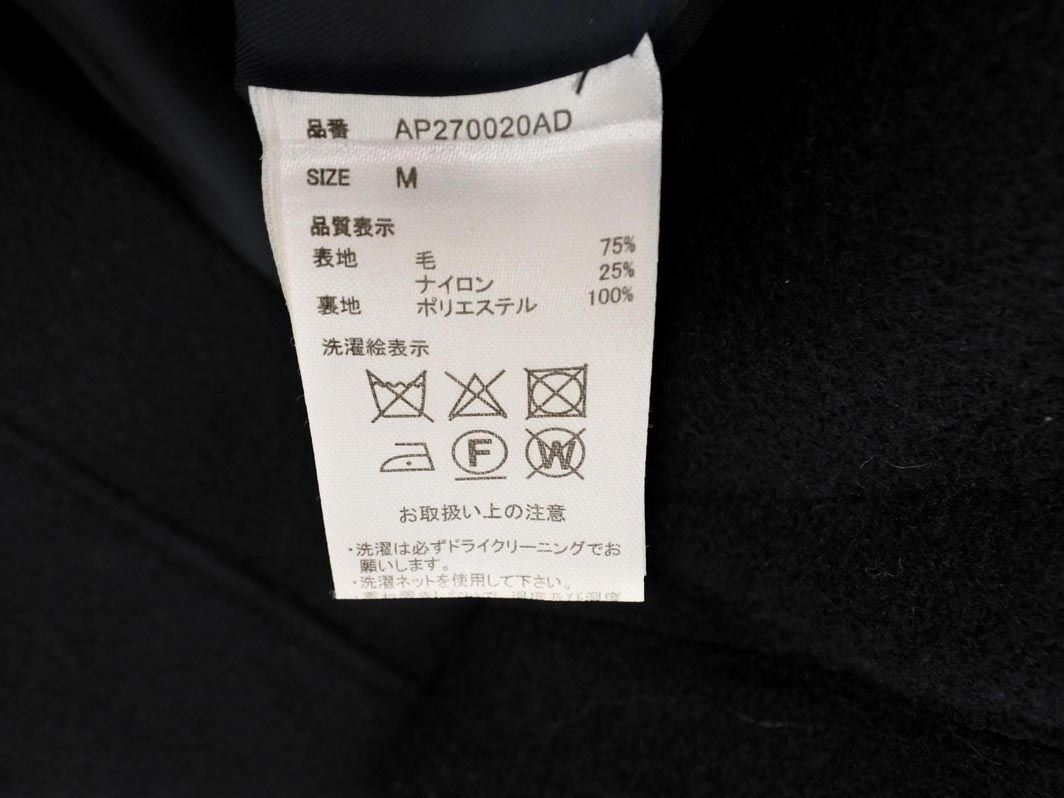 品番 AP270020AD
SIZE M
品質表示
表地 毛 75%
ナイロン 25%
裏地 ポリエステル 100%
洗濯絵表示
F W
お取扱い上の注意
・洗濯は必ずドライクリーニングでお
願いします。
・洗濯ネットを使用して下さい。